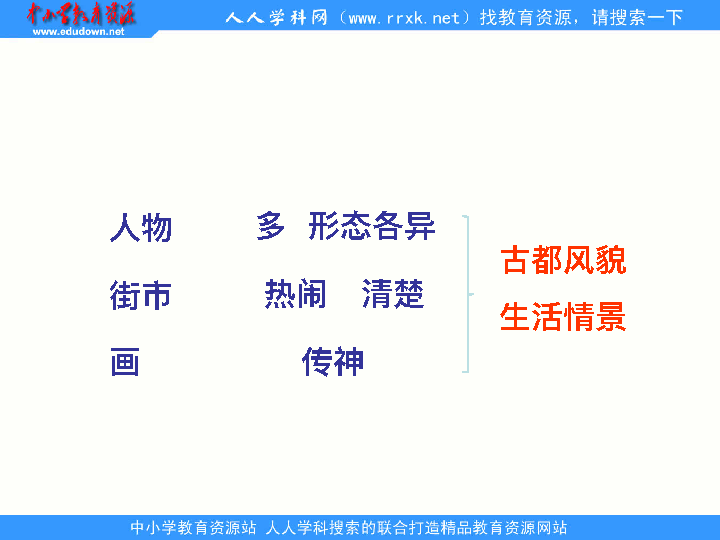 中小学教育资源
www.edudown.net
人人学科网（www.rrxk.net）找教育资源，请搜索一下
人物 多 形态各异
街市 热闹 清楚
画 传神
古都风貌
生活情景
中小学教育资源站 人人学科搜索的联合打造精品教育资源网站